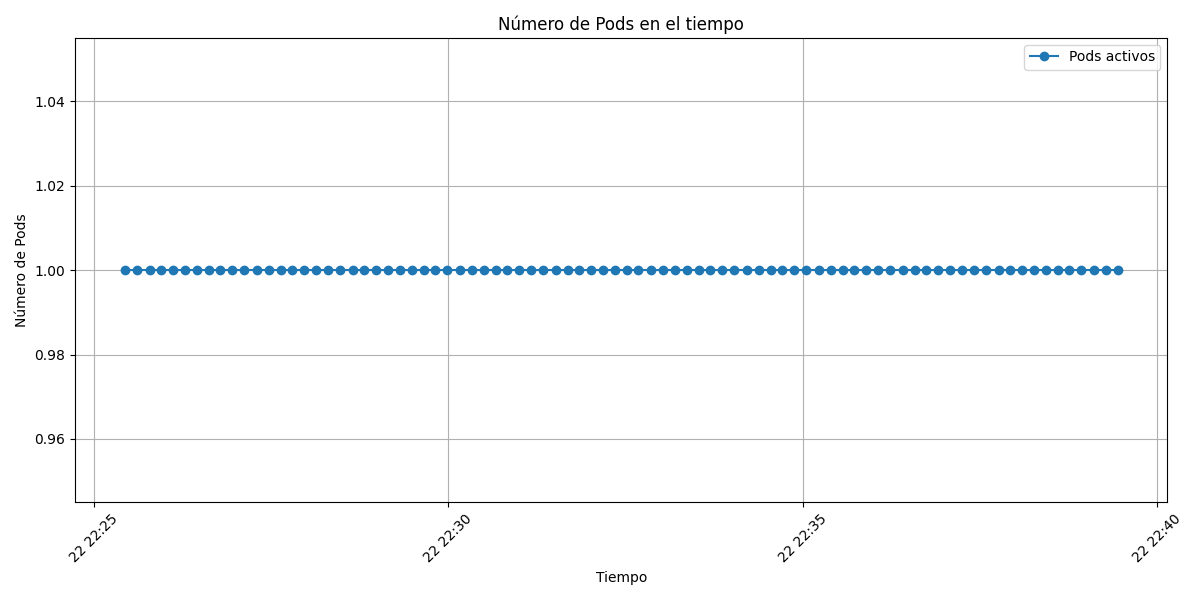 Número de Pods en el tiempo
Pods activos
Número de Pods
1.04
1.02
1.00
0.98
0.96
22 22:25
22 22:30
22 22:35
22 22:40
Tiempo